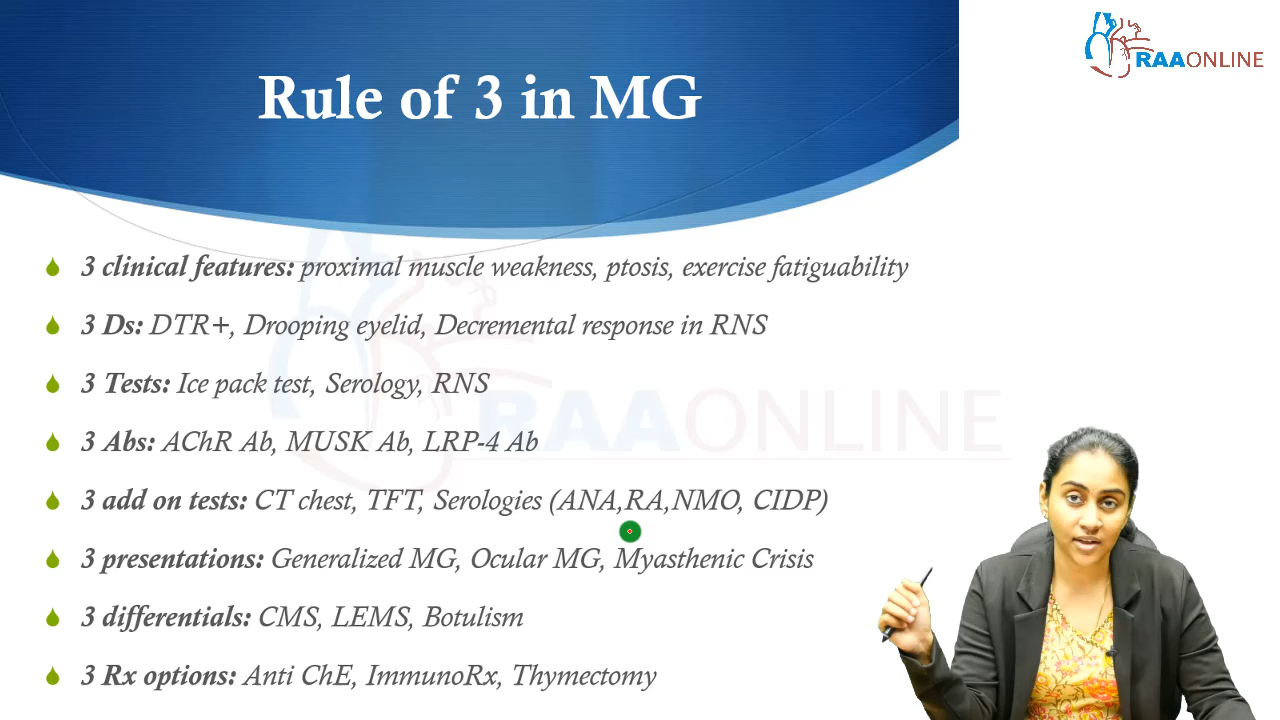 Rule of 3 in MG
RAAONLINE
3 clinical features: proximal muscle weakness, ptosis, exercise fatiguability
3 Ds: DTR+, Drooping eyelid, Decremental response in RNS
3 Tests: Ice pack test, Serology, RNS
RAAONLINE
3 Abs: AChR Ab, MUSK Ab, LRP-4 Ab
3 add on tests: CT chest, TFT, Serologies (ANA,RA,NMO, CIDP)
3 presentations: Generalized MG, Ocular MG, Myasthenic Crisis
3 differentials: CMS, LEMS, Botulism
3 Rx options: Anti ChE, ImmunoRx, Thymectomy